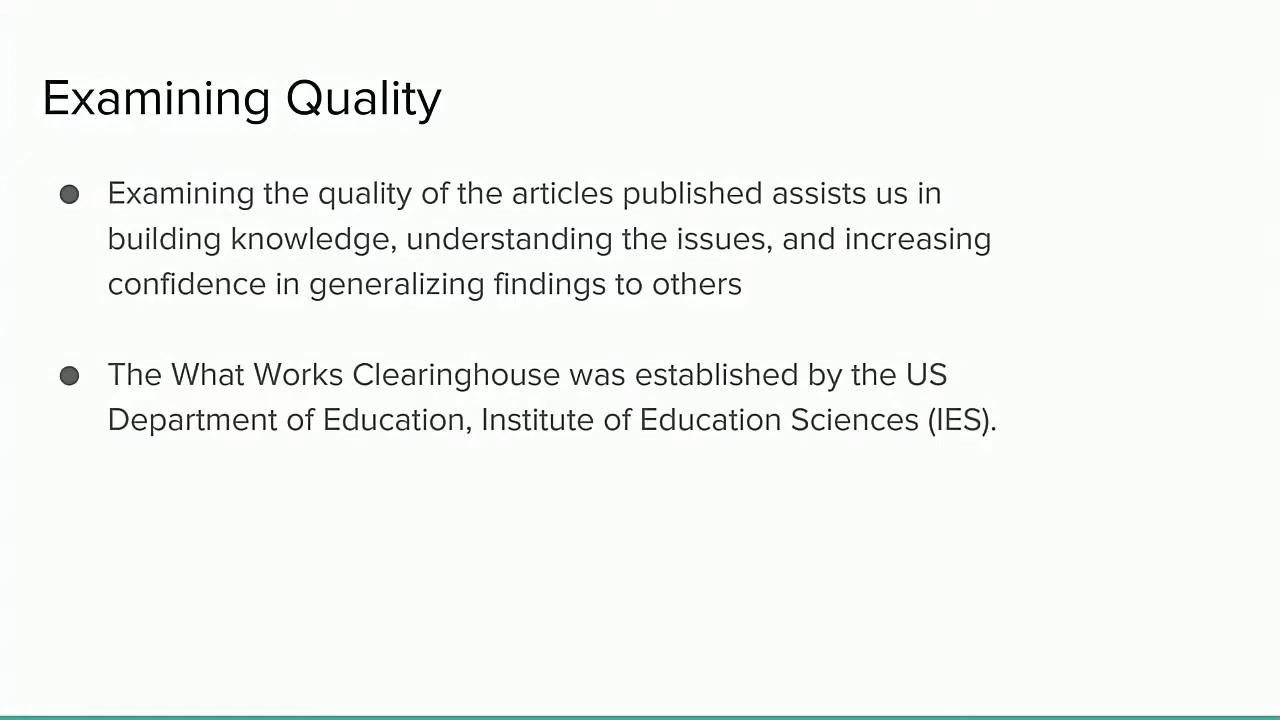 Examining Quality
● Examining the quality of the articles published assists us in
building knowledge, understanding the issues, and increasing
confidence in generalizing findings to others
● The What Works Clearinghouse was established by the US
Department of Education, Institute of Education Sciences (IES).